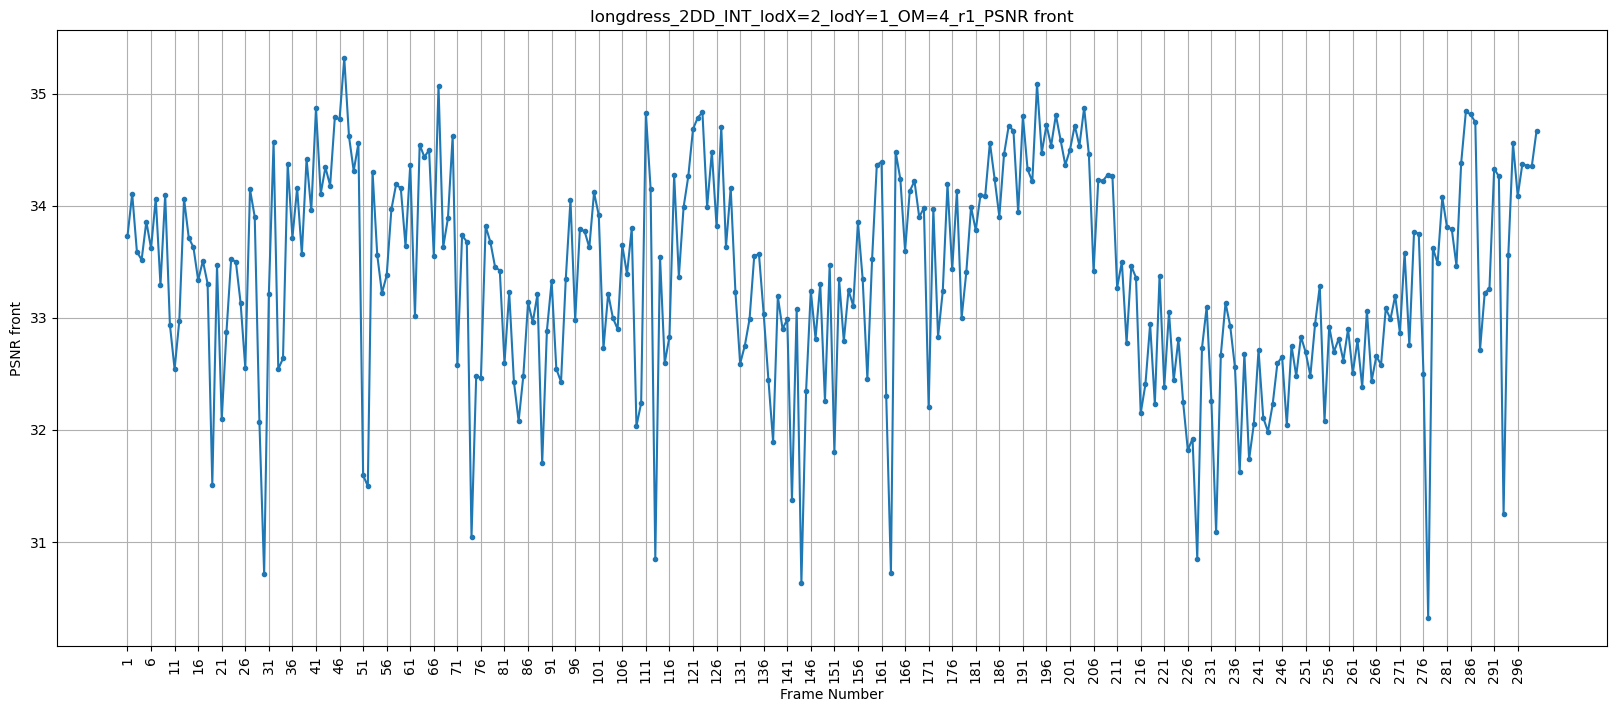 longdress_2DD_INT_lodX=2_lodY=1_OM=4_r1_PSNR front
PSNR front
35
34
33
32
31
1 6 11 16 21 26 31 36 41 46 51 56 61 66 71 76 81 86 91 96 101 106 111 116 121 126 131 136 141 146 151 156 161 166 171 176 181 186 191 196 201 206 211 216 221 226 231 236 241 246 251 256 261 266 271 276 281 286 291 296
Frame Number